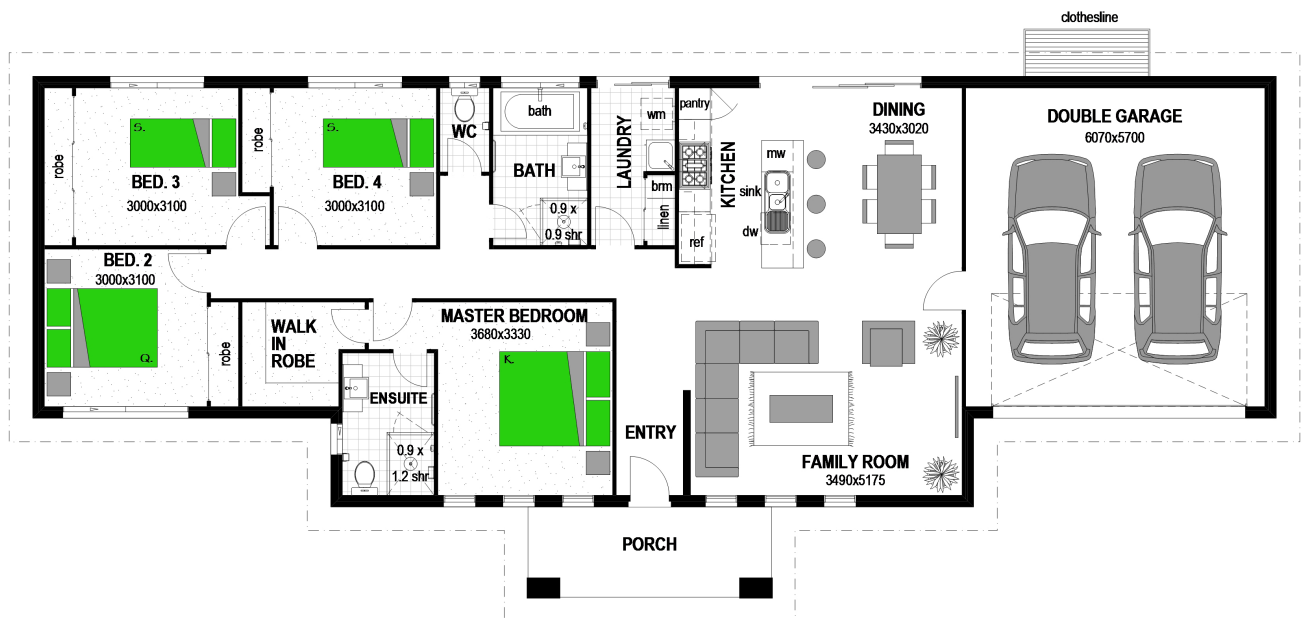 clothesline
robe
S.
BED. 3
3000x3100
robe
S.
BED. 4
3000x3100
WC
bath
BATH
0.9 x
0.9 shr
LAUNDRY
wm
brm
linen
pantry
KITCHEN
ref
mw
sink
dw
DINING
3430x3020
DOUBLE GARAGE
6070x5700
BED. 2
3000x3100
Q.
robe
WALK
IN
ROBE
MASTER BEDROOM
3680x3330
K.
ENSUITE
0.9 x
1.2 shr
ENTRY
FAMILY ROOM
3490x5175
PORCH